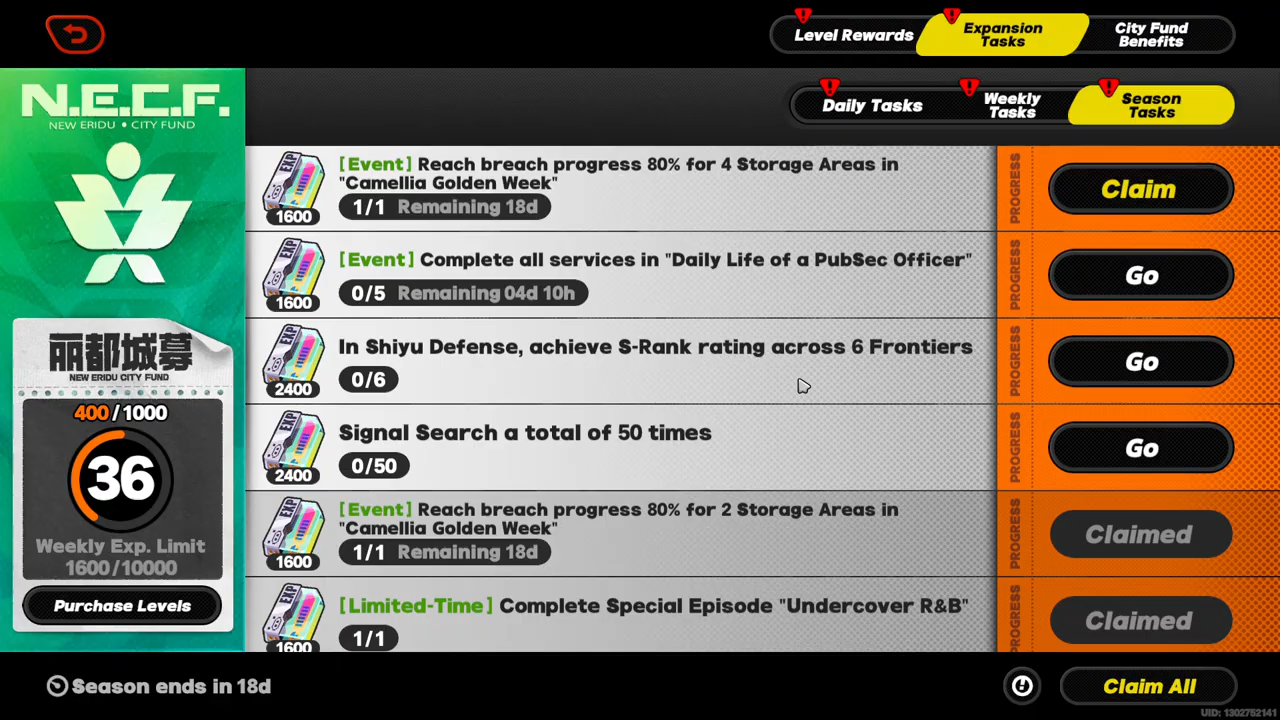 Level Rewards
Expansion
Tasks
City Fund
Benefits
N.E.C.F.
NEW ERIDU • CITY FUND
Daily Tasks
Weekly
Tasks
Season
Tasks
EXP
1600
[Event] Reach breach progress 80% for 4 Storage Areas in
"Camellia Golden Week"
1/1 Remaining 18d
PROGRESS
Claim
EXP
1600
[Event] Complete all services in "Daily Life of a PubSec Officer"
0/5 Remaining 04d 10h
PROGRESS
Go
EXP
2400
In Shiyu Defense, achieve S-Rank rating across 6 Frontiers
0/6
PROGRESS
Go
EXP
2400
Signal Search a total of 50 times
0/50
PROGRESS
Go
EXP
1600
[Event] Reach breach progress 80% for 2 Storage Areas in
"Camellia Golden Week"
1/1 Remaining 18d
PROGRESS
Claimed
EXP
1600
[Limited-Time] Complete Special Episode "Undercover R&B"
1/1
PROGRESS
Claimed
丽都城募
NEW ERIDU CITY FUND
400/1000
36
Weekly Exp. Limit
1600/10000
Purchase Levels
Season ends in 18d
Claim All
UID: 1302752141